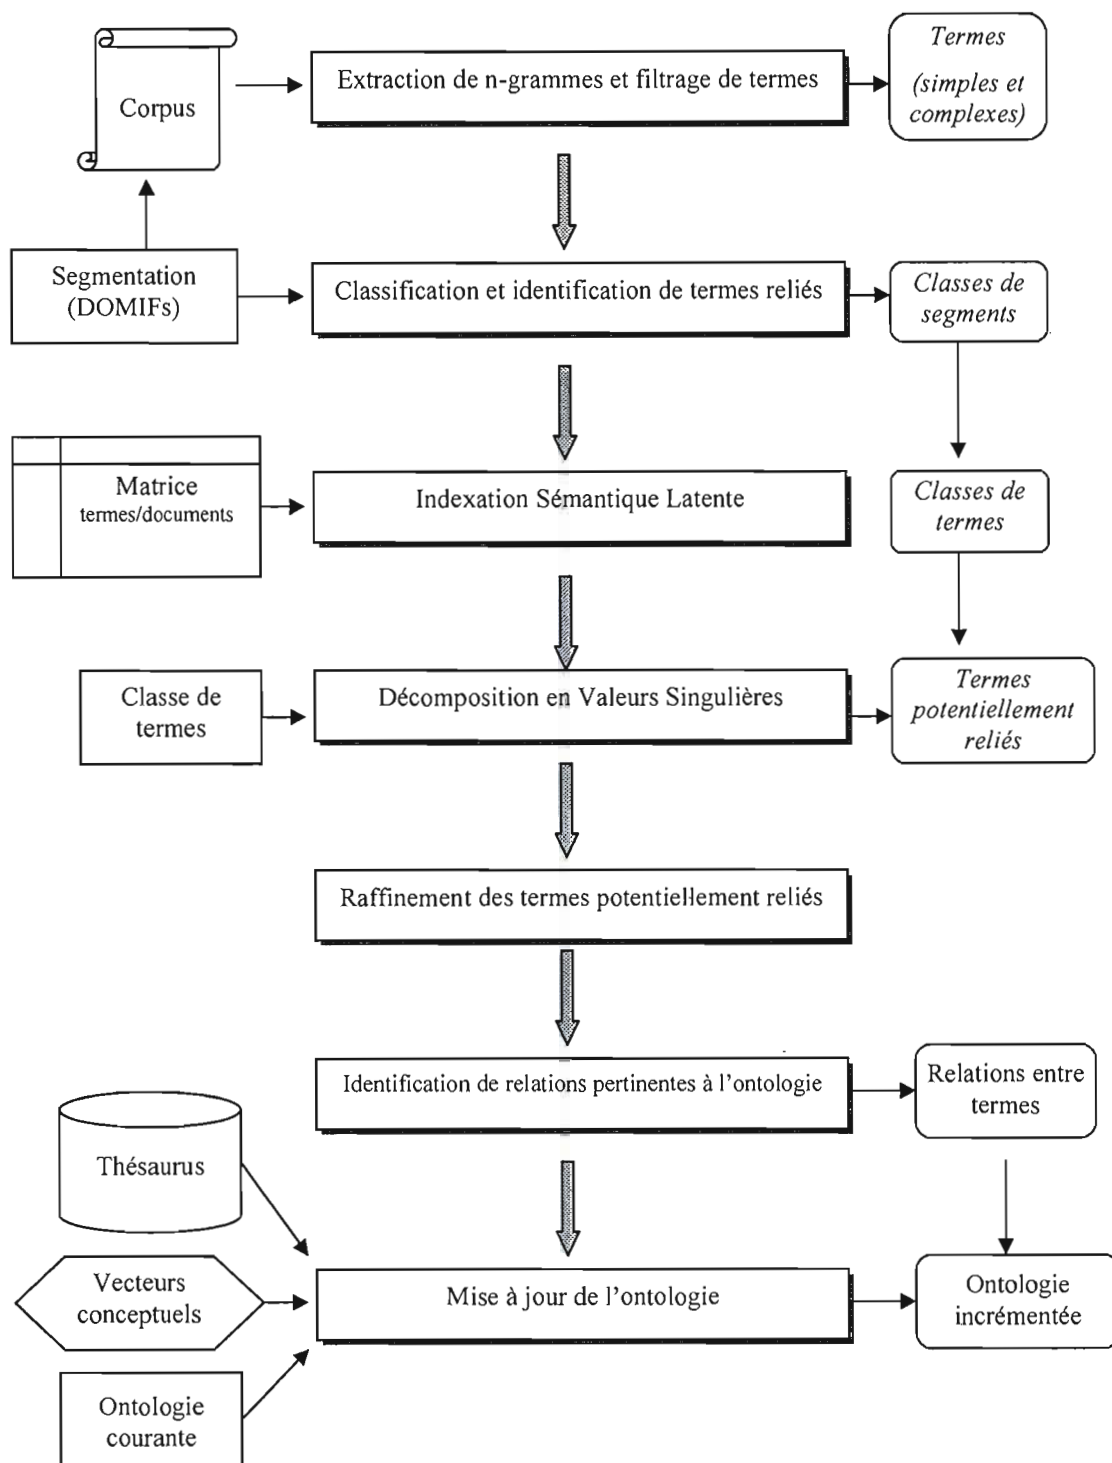 Corpus
Extraction de n-grammes et filtrage de termes
Termes
(simples et
complexes)
Segmentation
(DOMIFs)
Classification et identification de termes reliés
Classes de
segments
Matrice
termes/documents
Indexation Sémantique Latente
Classes de
termes
Classe de
termes
Décomposition en Valeurs Singulières
Termes
potentiellement
reliés
Raffinement des termes potentiellement reliés
Identification de relations pertinentes à l'ontologie
Relations entre
termes
Thésaurus
Vecteurs
conceptuels
Mise à jour de l'ontologie
Ontologie
incrémentée
Ontologie
courante